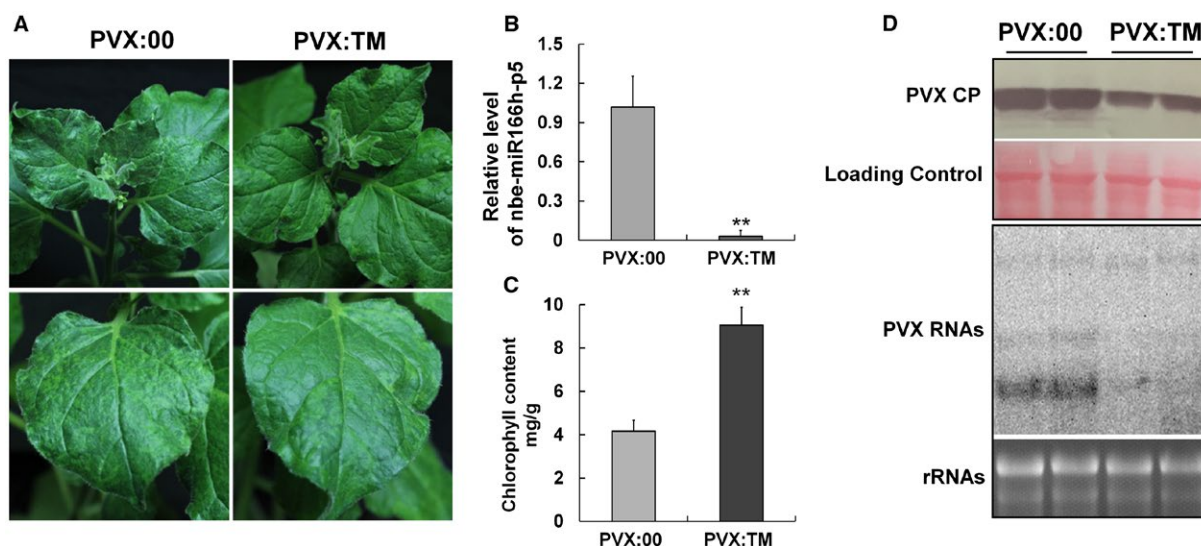 A
PVX:00
PVX:TM
B
Relative level
of nbe-miR166h-p5
1.5
1.2
0.9
0.6
0.3
0
**
PVX:00
PVX:TM
C
Chlorophyll content
mg/g
10
8
6
4
2
0
**
PVX:00
PVX:TM
D
PVX:00
PVX:TM
PVX CP
Loading Control
PVX RNAs
rRNAs